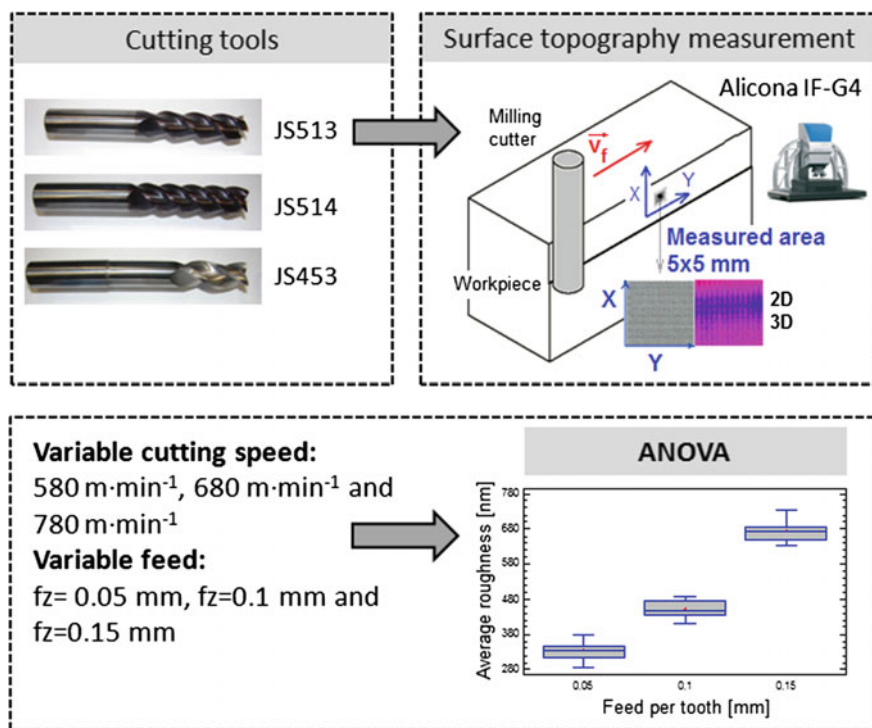 Cutting tools
JS513
JS514
JS453
Surface topography measurement
Alicona IF-G4
Milling
cutter
v_f
X
Y
Measured area
5x5 mm
Workpiece
X
2D
3D
Y
Variable cutting speed:
580 m·min⁻¹, 680 m·min⁻¹ and
780 m·min⁻¹
Variable feed:
fz= 0.05 mm, fz=0.1 mm and
fz=0.15 mm
ANOVA
Average roughness [nm]
780
680
580
480
380
280
0.05
0.1
0.15
Feed per tooth [mm]